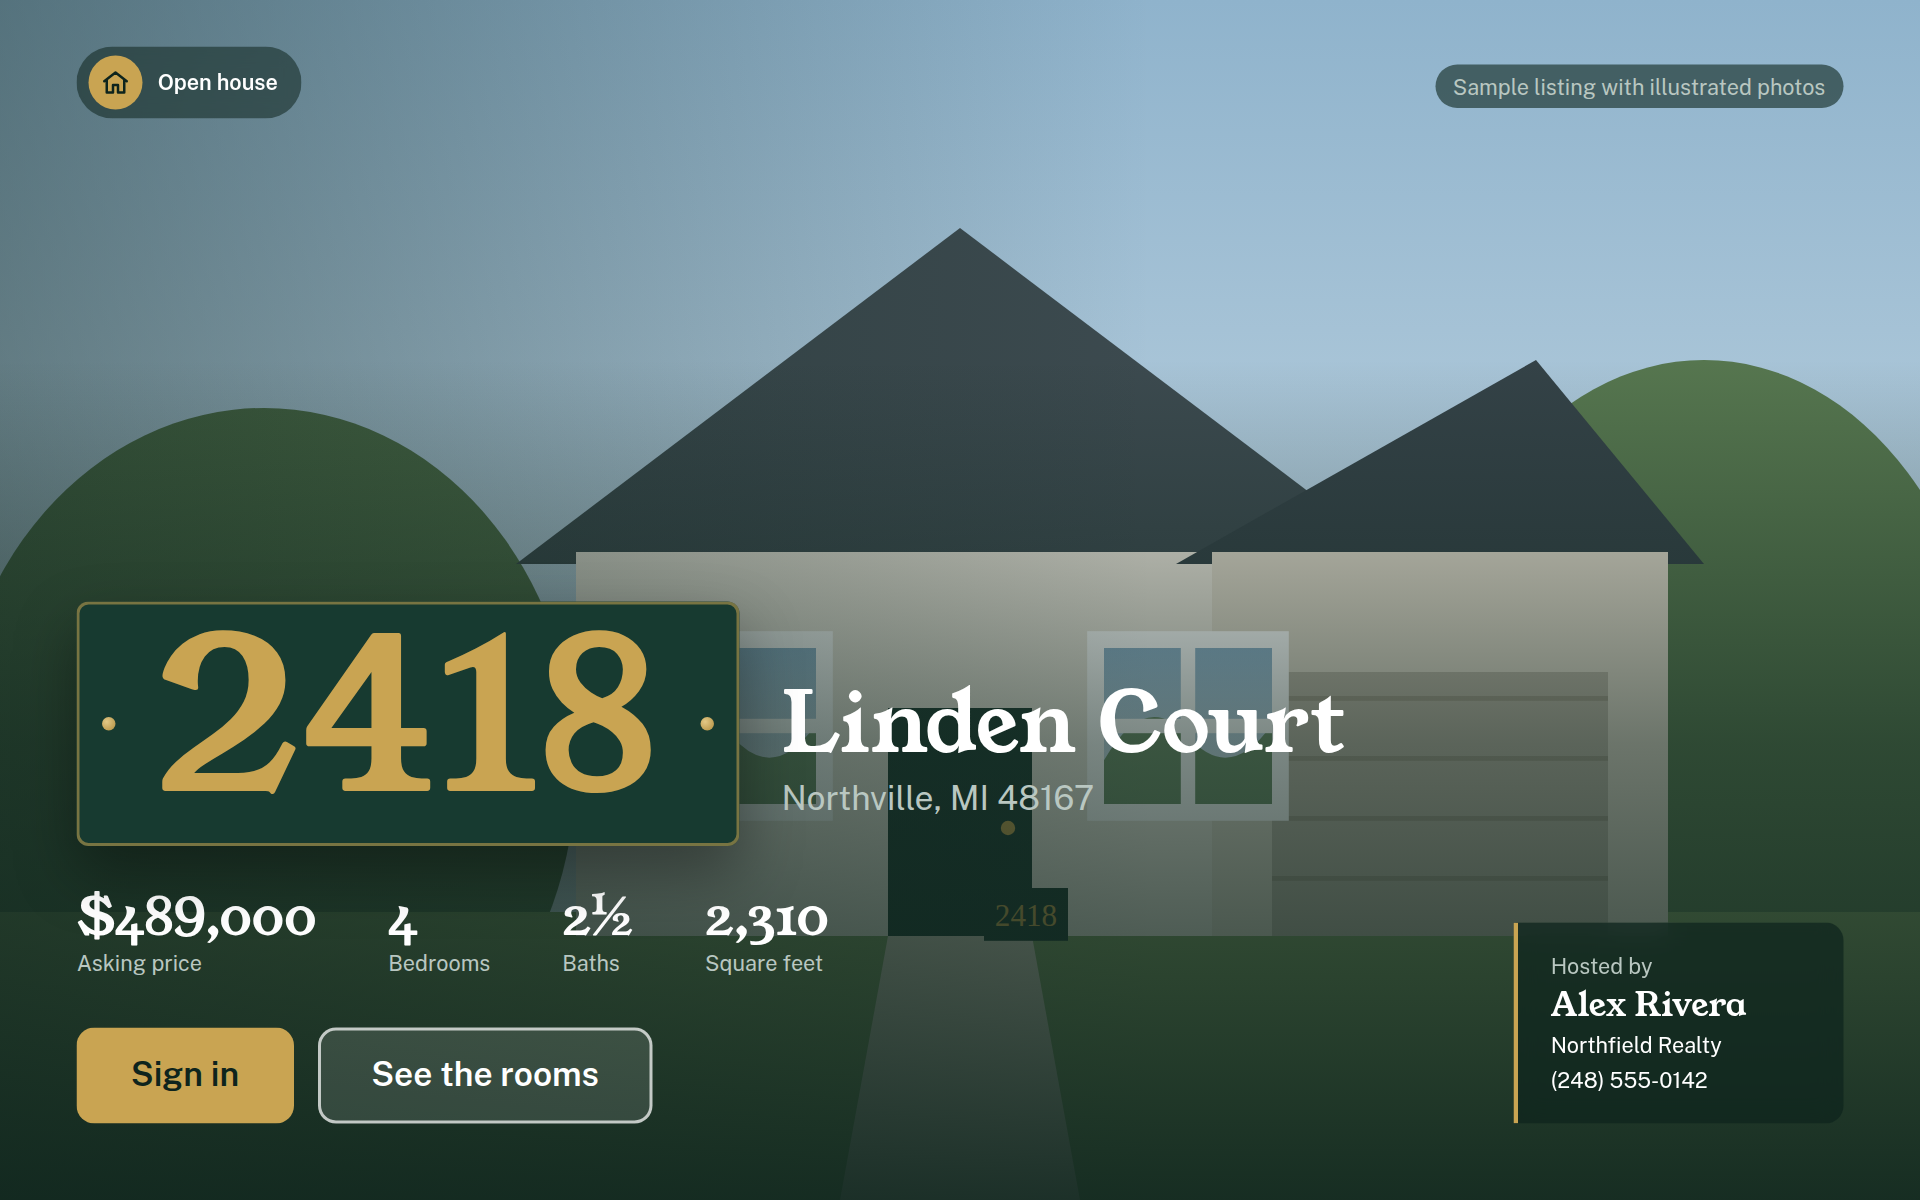 Open house
Sample listing with illustrated photos
2418
Linden Court
Northville, MI 48167
$489,000
Asking price
4
Bedrooms
2½
Baths
2,310
Square feet
2418
Sign in
See the rooms
Hosted by
Alex Rivera
Northfield Realty
(248) 555-0142